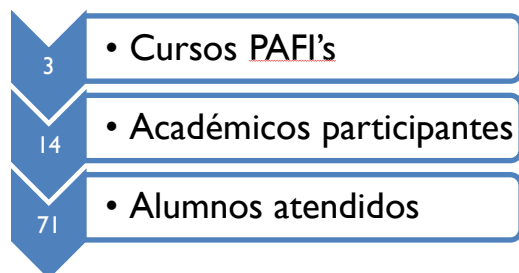 3
• Cursos PAFI's
14
• Académicos participantes
71
• Alumnos atendidos